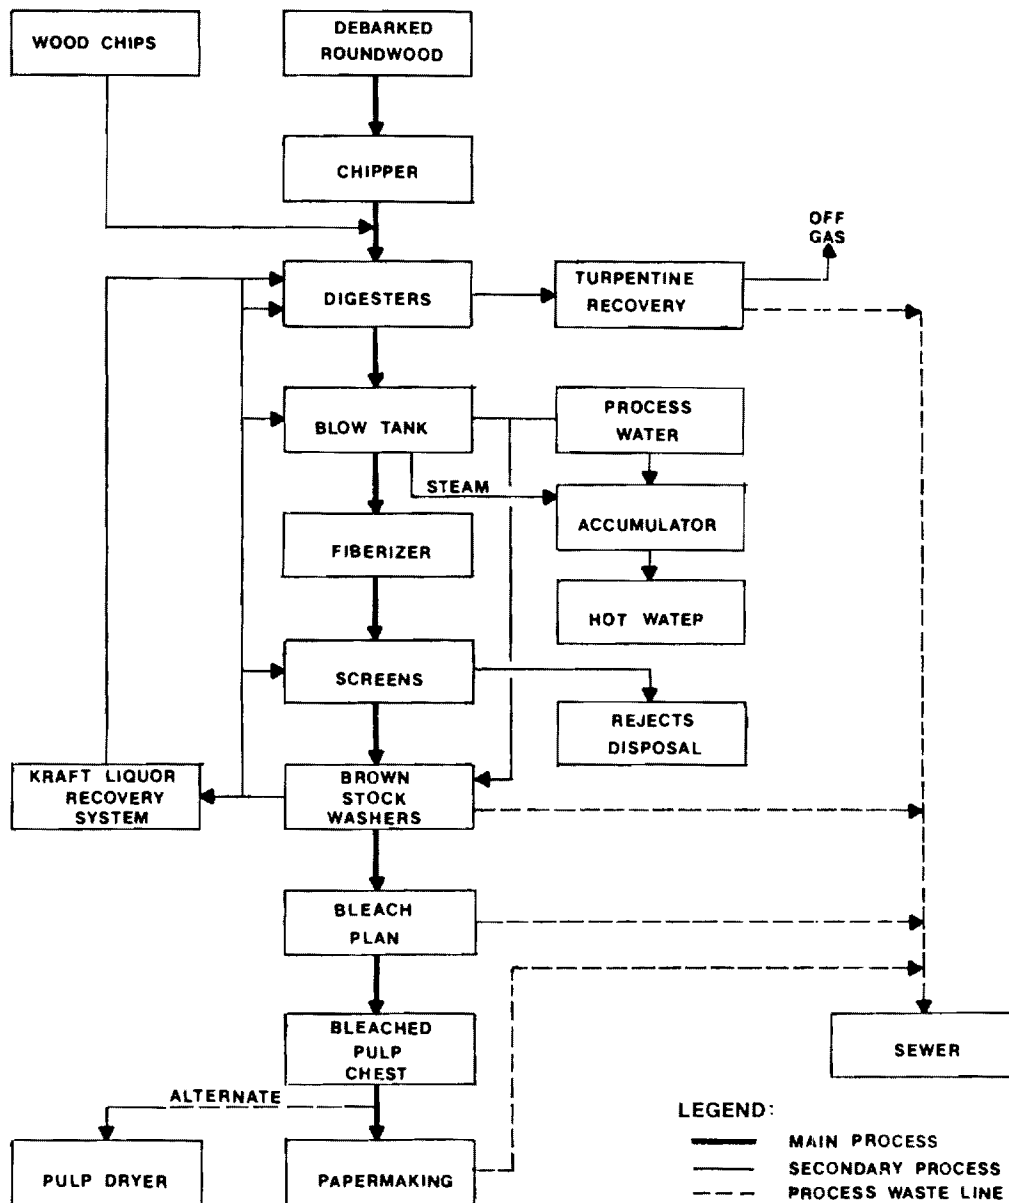 WOOD CHIPS
DEBARKED
ROUNDWOOD
CHIPPER
OFF
GAS
DIGESTERS
TURPENTINE
RECOVERY
BLOW TANK
PROCESS
WATER
STEAM
ACCUMULATOR
FIBERIZER
HOT WATEP
SCREENS
REJECTS
DISPOSAL
KRAFT LIQUOR
RECOVERY
SYSTEM
BROWN
STOCK
WASHERS
BLEACH
PLAN
BLEACHED
PULP
CHEST
SEWER
ALTERNATE
PULP DRYER
PAPERMAKING
LEGEND:
MAIN PROCESS
SECONDARY PROCESS
PROCESS WASTE LINE